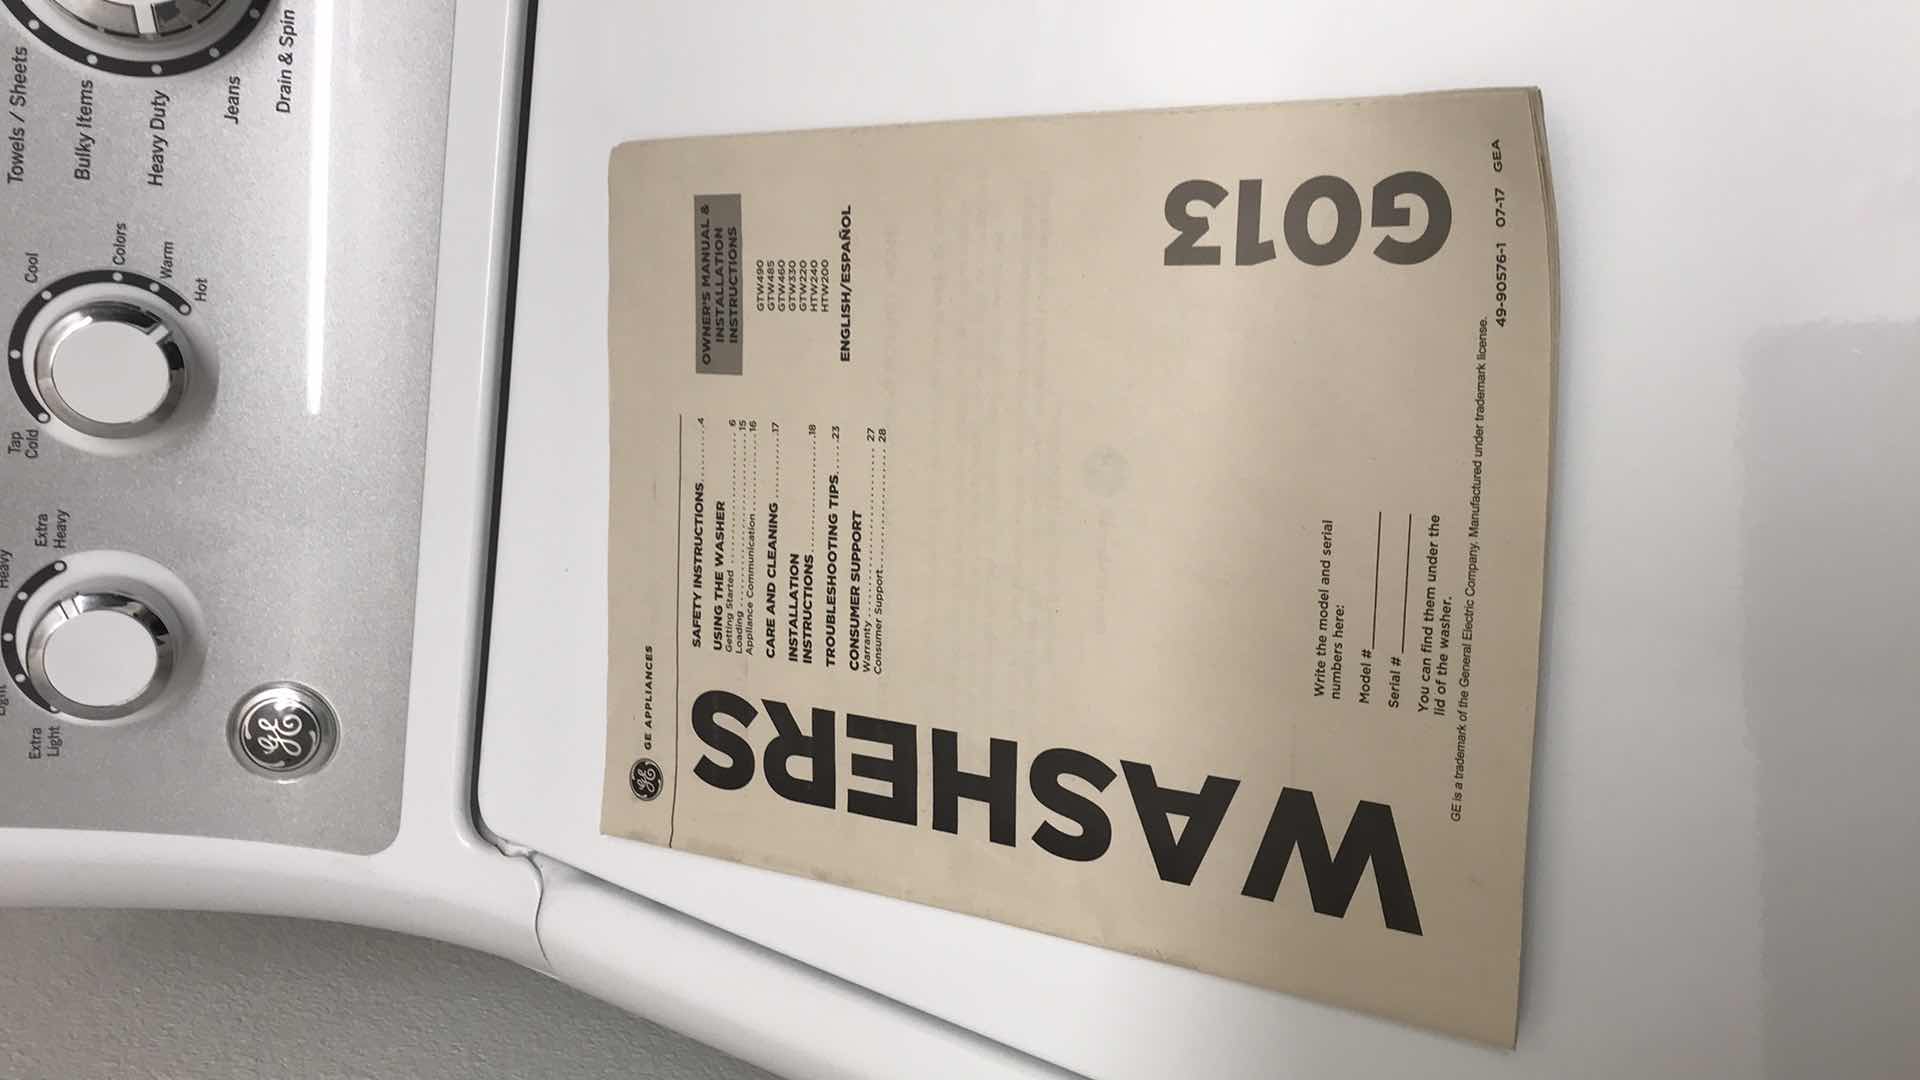 Towels / Sheets
Bulky Items
Heavy Duty
Jeans
Drain & Spin
Tap
Cold
Cool
Colors
Warm
Hot
Extra
Light
Light
Heavy
Extra
Heavy
GE
GE APPLIANCES
WASHERS
SAFETY INSTRUCTIONS..........4
USING THE WASHER
Getting Started ..................6
Loading ..........................15
Appliance Communication..........16
CARE AND CLEANING..........17
INSTALLATION
INSTRUCTIONS..................18
TROUBLESHOOTING TIPS......23
CONSUMER SUPPORT
Warranty..........................27
Consumer Support..................28
OWNER'S MANUAL &
INSTALLATION
INSTRUCTIONS
GTW490
GTW485
GTW460
GTW330
GTW220
HTW240
HTW200
ENGLISH/ESPAÑOL
Write the model and serial
numbers here:
Model # __________
Serial # __________
You can find them under the
lid of the washer.
GO13
GE is a trademark of the General Electric Company. Manufactured under trademark license.
49-90576-1 07-17 GEA